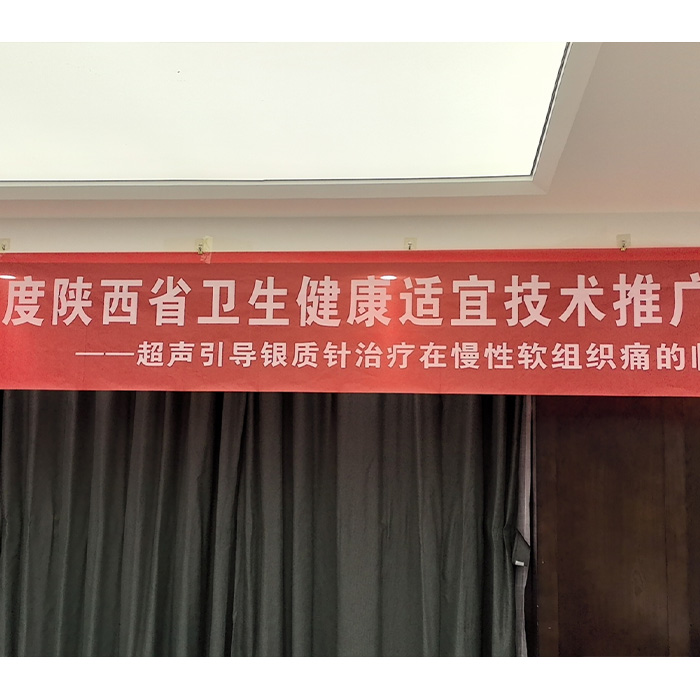 度陕西省卫生健康适宜技术推广
——超声引导银质针治疗在慢性软组织痛的临